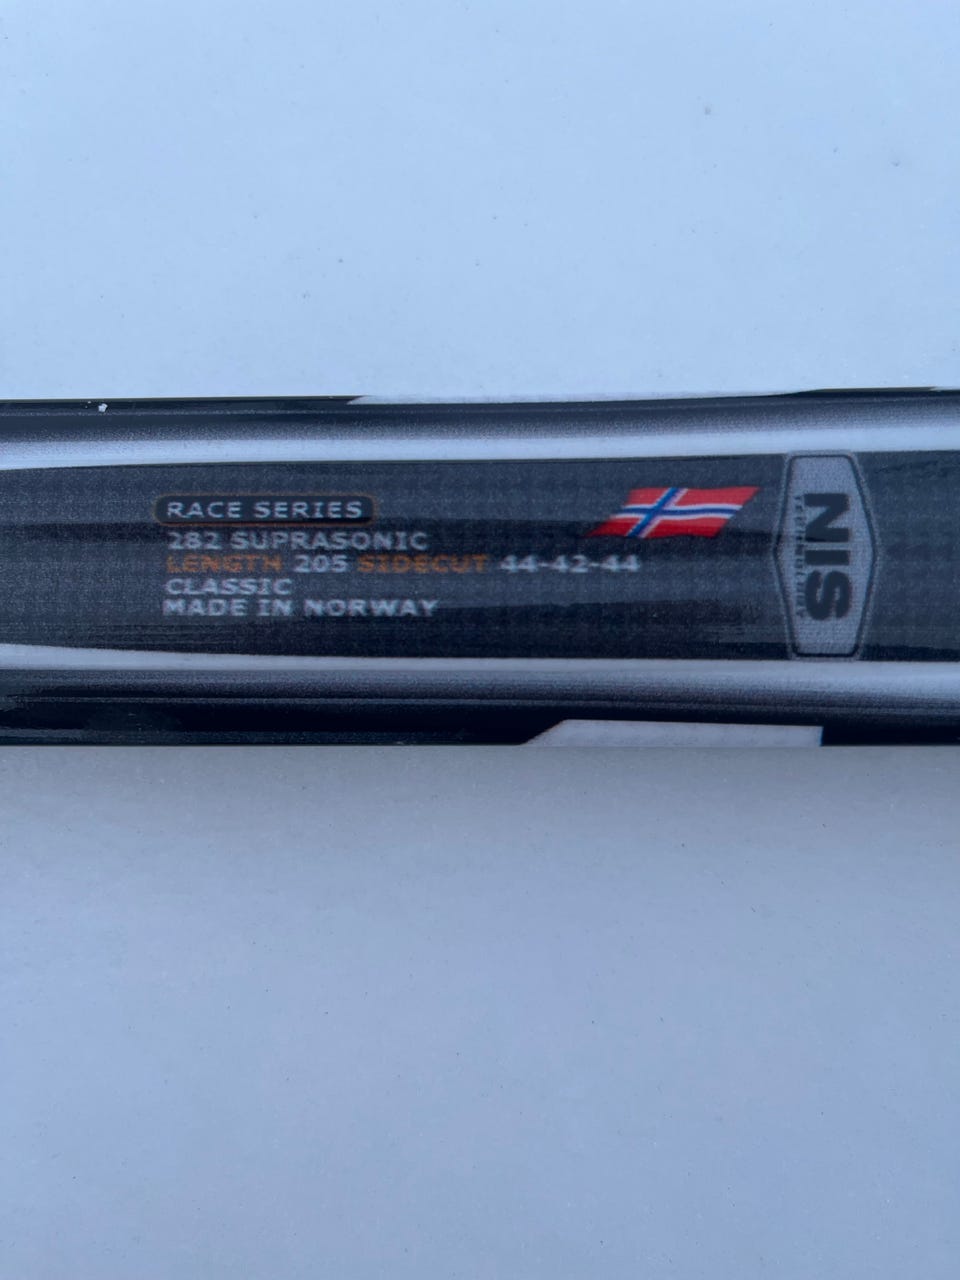 RACE SERIES
282 SUPRASONIC
LENGTH 205 SIDECUT 44-42-44
CLASSIC
MADE IN NORWAY
NIS